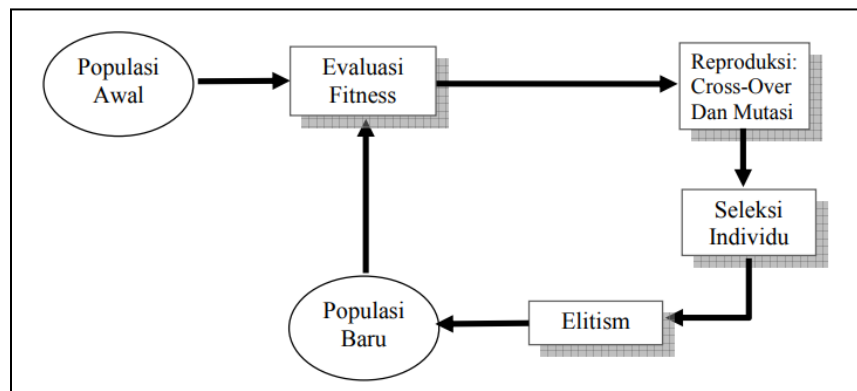 Populasi
Awal
Evaluasi
Fitness
Reproduksi:
Cross-Over
Dan Mutasi
Seleksi
Individu
Elitism
Populasi
Baru